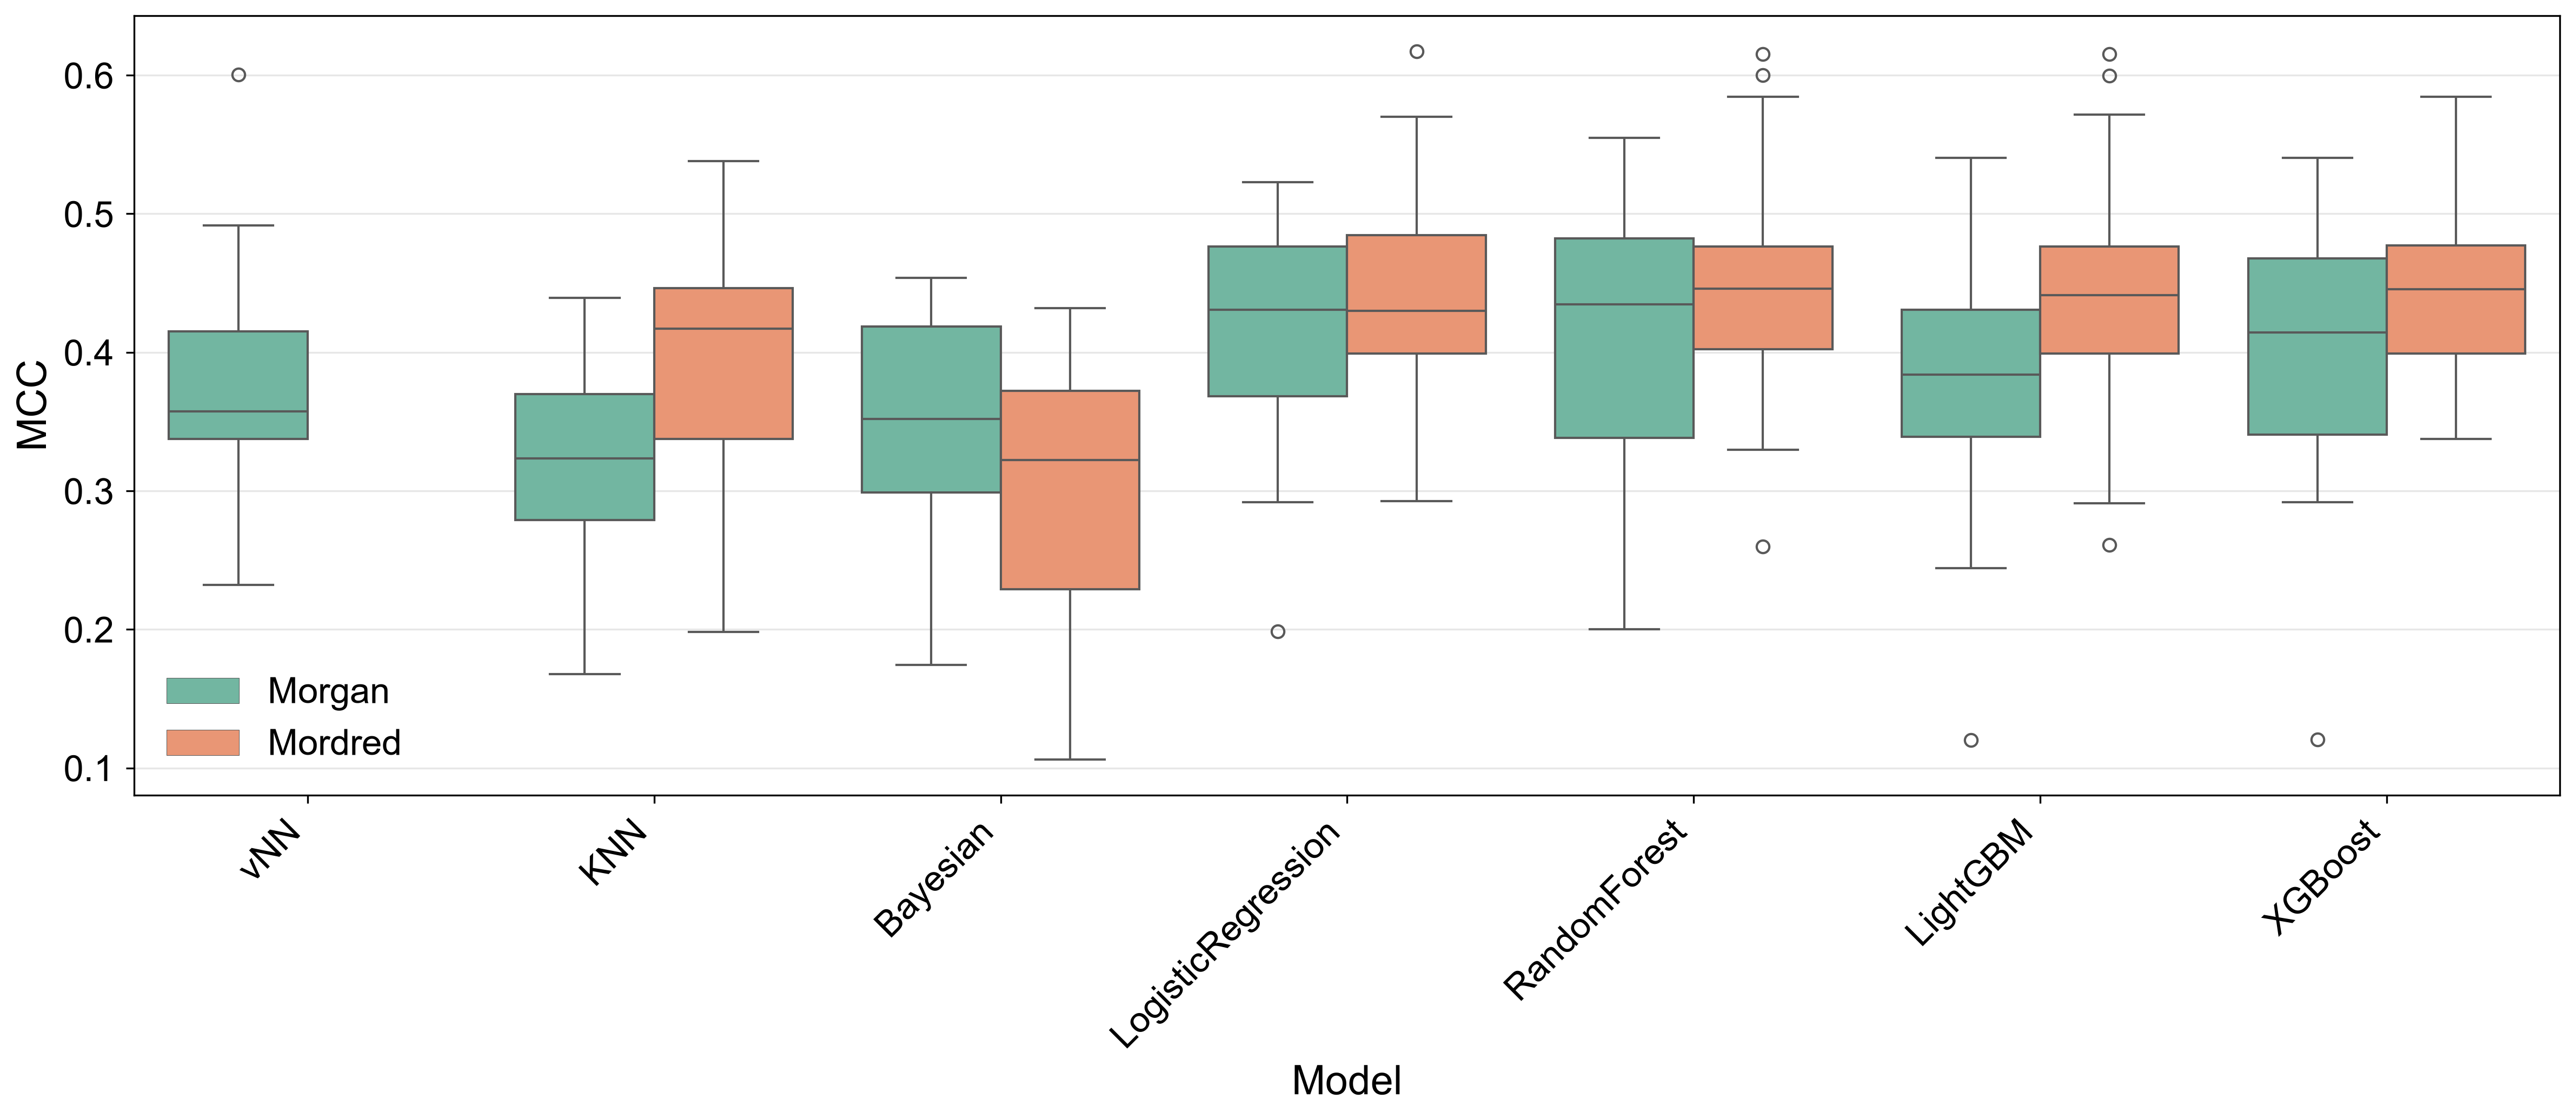 MCC
0.6
0.5
0.4
0.3
0.2
0.1
Morgan
Mordred
vNN
KNN
Bayesian
LogisticRegression
RandomForest
LightGBM
XGBoost
Model